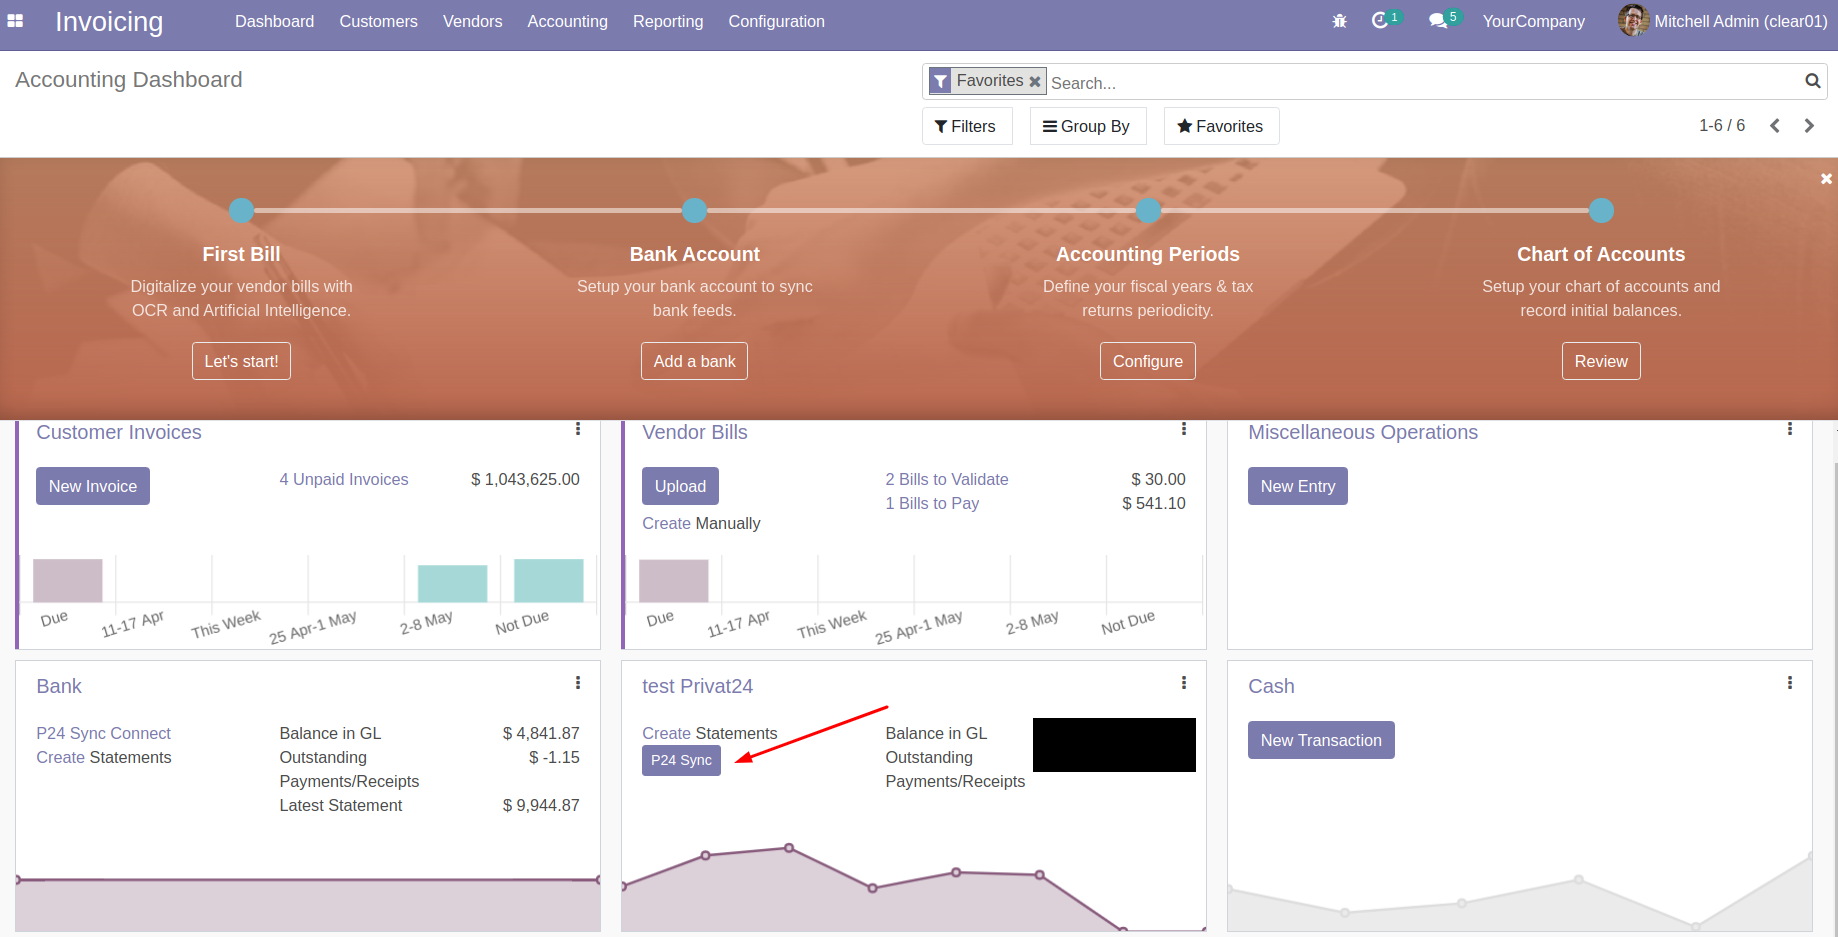 Invoicing Dashboard Customers Vendors Accounting Reporting Configuration 1 5 YourCompany Mitchell Admin (clear01)
Accounting Dashboard
Favorites Search...
Filters Group By Favorites 1-6 / 6
First Bill
Digitalize your vendor bills with
OCR and Artificial Intelligence.
Let's start!
Bank Account
Setup your bank account to sync
bank feeds.
Add a bank
Accounting Periods
Define your fiscal years & tax
returns periodicity.
Configure
Chart of Accounts
Setup your chart of accounts and
record initial balances.
Review
Customer Invoices
New Invoice
4 Unpaid Invoices $ 1,043,625.00
Due 11-17 Apr This Week 25 Apr-1 May 2-8 May Not Due
Vendor Bills
Upload
Create Manually
2 Bills to Validate $ 30.00
1 Bills to Pay $ 541.10
Due 11-17 Apr This Week 25 Apr-1 May 2-8 May Not Due
Miscellaneous Operations
New Entry
Bank
P24 Sync Connect
Create Statements
Balance in GL $ 4,841.87
Outstanding $ -1.15
Payments/Receipts
Latest Statement $ 9,944.87
test Privat24
Create Statements
P24 Sync
Balance in GL
Outstanding
Payments/Receipts
Cash
New Transaction